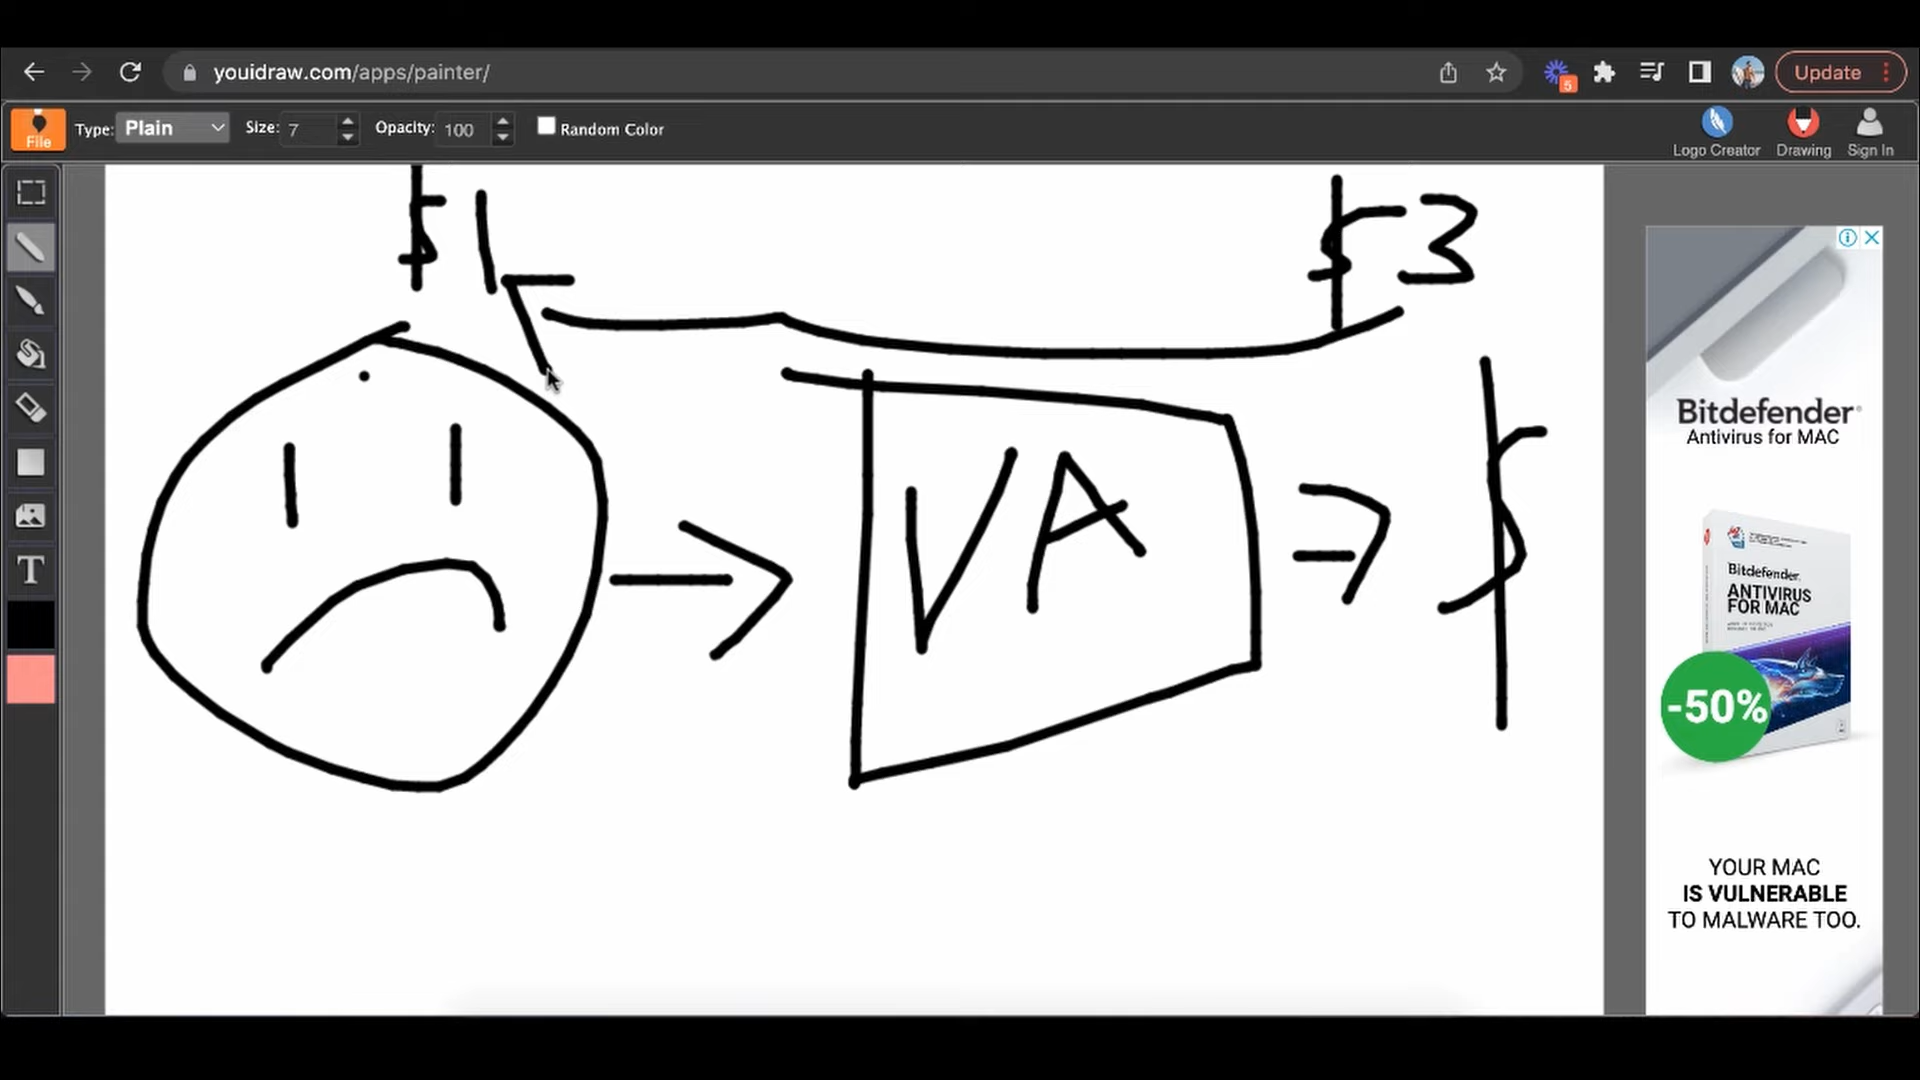 youidraw.com/apps/painter/
5
Update
File
Type: Plain
Size: 7
Opacity: 100
Random Color
Logo Creator
Drawing
Sign In
T
$1
$3
VA
$
Bitdefender
Antivirus for MAC
Bitdefender
ANTIVIRUS
FOR MAC
-50%
YOUR MAC
IS VULNERABLE
TO MALWARE TOO.